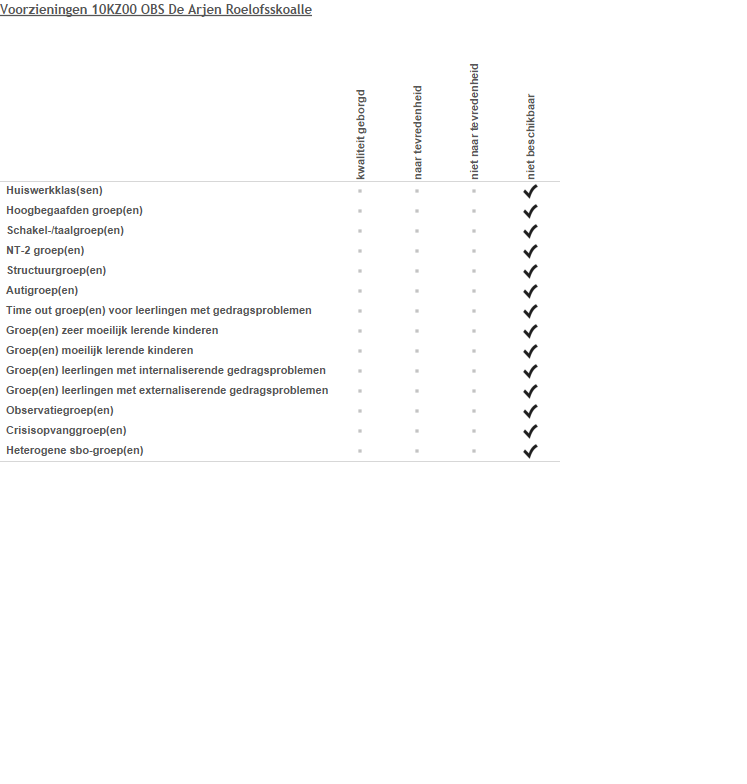 Voorzieningen 10KZ00 OBS De Arjen Roelofsskoalle
kwaliteit geborgd
naar tevredenheid
niet naar tevredenheid
niet beschikbaar
Huiswerkklas(sen)
Hoogbegaafden groep(en)
Schakel-/taalgroep(en)
NT-2 groep(en)
Structuurgroep(en)
Autigroep(en)
Time out groep(en) voor leerlingen met gedragsproblemen
Groep(en) zeer moeilijk lerende kinderen
Groep(en) moeilijk lerende kinderen
Groep(en) leerlingen met internaliserende gedragsproblemen
Groep(en) leerlingen met externaliserende gedragsproblemen
Observatiegroep(en)
Crisisopvanggroep(en)
Heterogene sbo-groep(en)